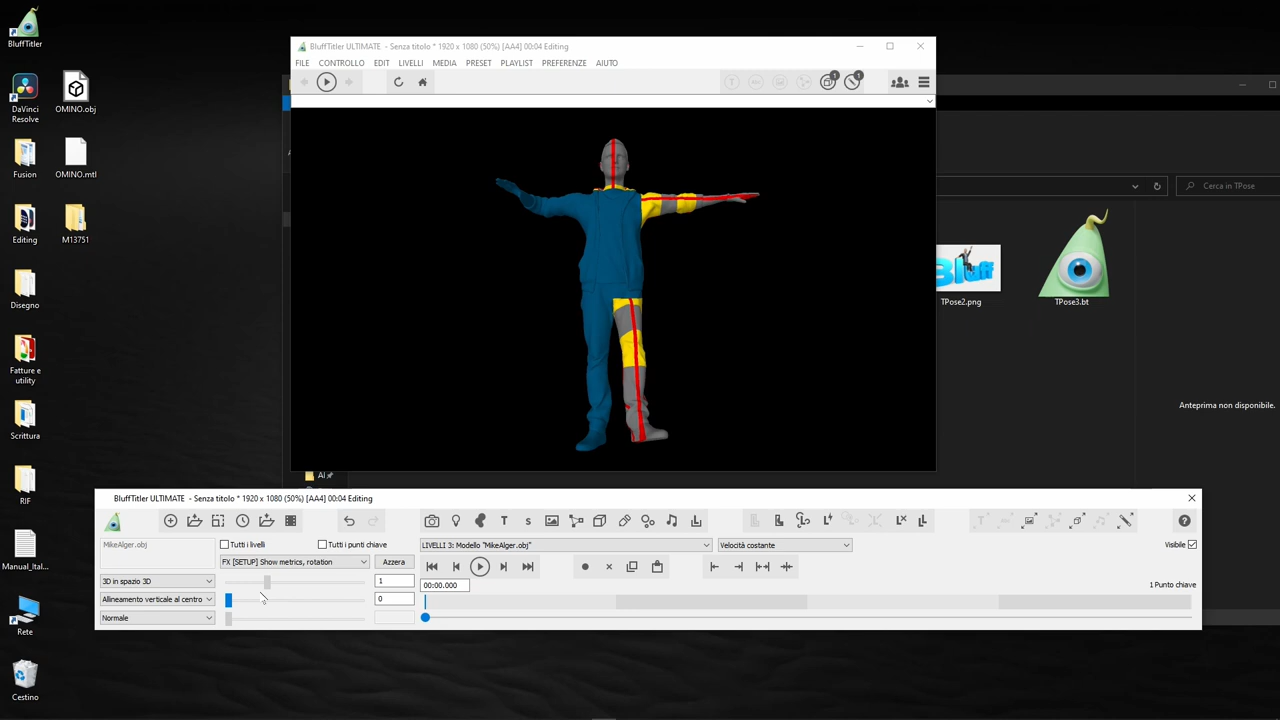 BluffTitler
DaVinci
Resolve
OMINO.obj
Fusion
OMINO.mtl
Editing
M13751
Disegno
Fatture e
utility
Scrittura
RIF
Manual_Ital...
Rete
Cestino
BluffTitler ULTIMATE - Senza titolo * 1920 x 1080 (50%) [AA4] 00:04 Editing
FILE CONTROLLO EDIT LIVELLI MEDIA PRESET PLAYLIST PREFERENZE AIUTO
1 1
Cerca in TPose
TPose2.png
TPose3.bt
Anteprima non disponibile.
BluffTitler ULTIMATE - Senza titolo * 1920 x 1080 (50%) [AA4] 00:04 Editing
MikeAlger.obj
Tutti i livelli
Tutti i punti chiave
LIVELLI 3: Modello "MikeAlger.obj"
Velocità costante
Visibile
FX [SETUP] Show metrics, rotation
Azzera
3D in spazio 3D
1
00:00.000
1 Punto chiave
Allineamento verticale al centro
0
Normale